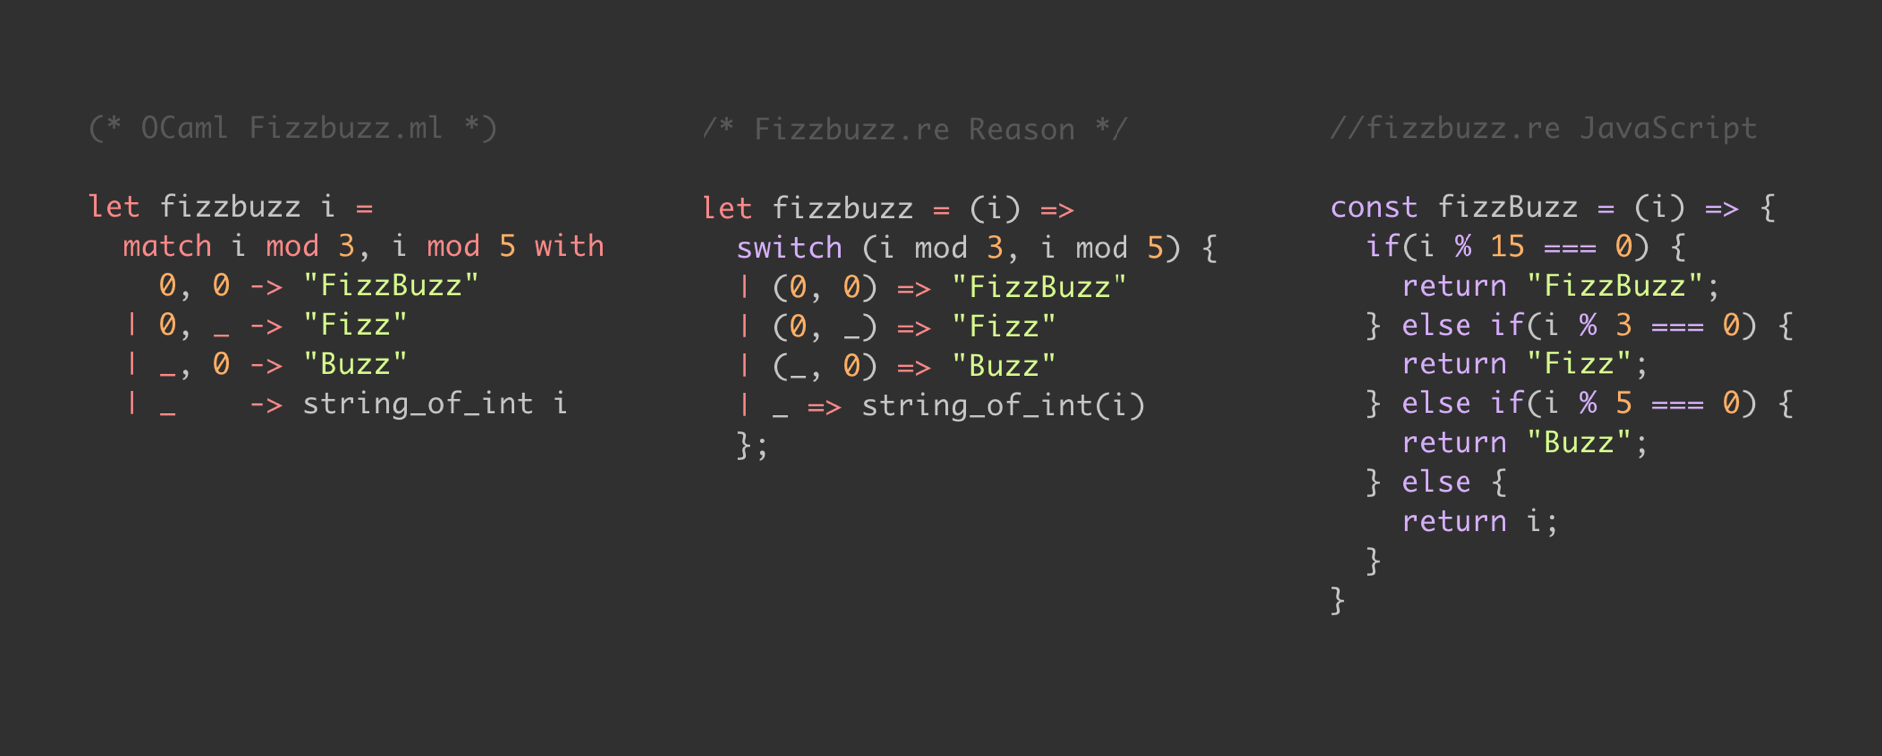 (* OCaml Fizzbuzz.ml *)
let fizzbuzz i =
  match i mod 3, i mod 5 with
    0, 0 -> "FizzBuzz"
  | 0, _ -> "Fizz"
  | _, 0 -> "Buzz"
  | _    -> string_of_int i
/* Fizzbuzz.re Reason */
let fizzbuzz = (i) =>
  switch (i mod 3, i mod 5) {
  | (0, 0) => "FizzBuzz"
  | (0, _) => "Fizz"
  | (_, 0) => "Buzz"
  | _ => string_of_int(i)
  };
//fizzbuzz.re JavaScript
const fizzBuzz = (i) => {
  if(i % 15 === 0) {
    return "FizzBuzz";
  } else if(i % 3 === 0) {
    return "Fizz";
  } else if(i % 5 === 0) {
    return "Buzz";
  } else {
    return i;
  }
}